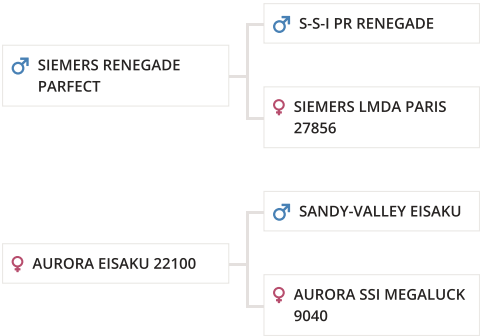 S-S-I PR RENEGADE
SIEMERS RENEGADE
PARFECT
SIEMERS LMDA PARIS
27856
SANDY-VALLEY EISAKU
AURORA EISAKU 22100
AURORA SSI MEGALUCK
9040